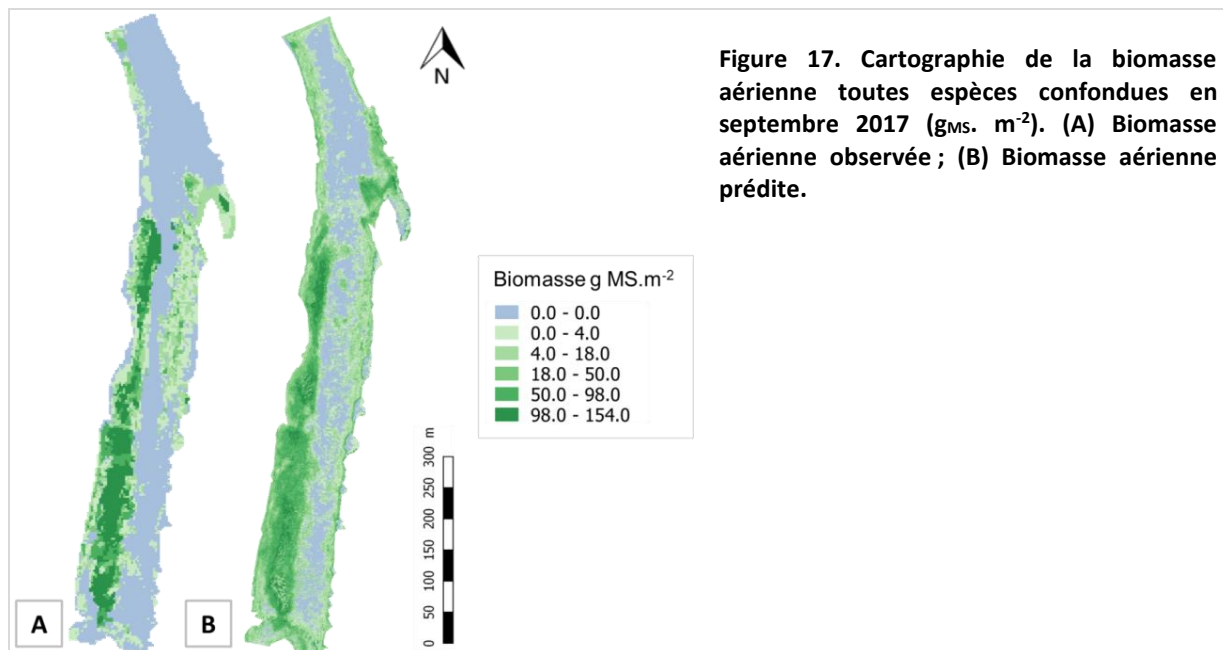 N
Figure 17. Cartographie de la biomasse
aérienne toutes espèces confondues en
septembre 2017 (gMS. m-2). (A) Biomasse
aérienne observée ; (B) Biomasse aérienne
prédite.
Biomasse g MS.m-2
0.0 - 0.0
0.0 - 4.0
4.0 - 18.0
18.0 - 50.0
50.0 - 98.0
98.0 - 154.0
m
300
250
200
150
100
50
0
A
B